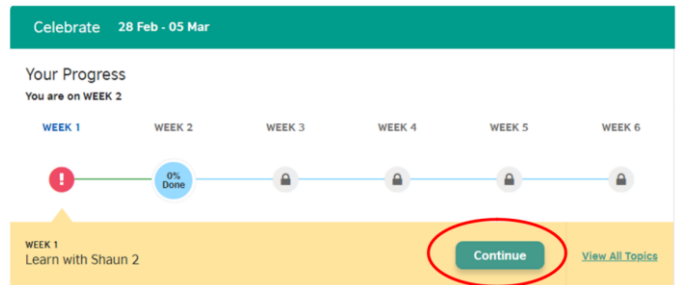 Celebrate 28 Feb - 05 Mar
Your Progress
You are on WEEK 2
WEEK 1 WEEK 2 WEEK 3 WEEK 4 WEEK 5 WEEK 6
!
0%
Done
WEEK 1
Learn with Shaun 2
Continue
View All Topics